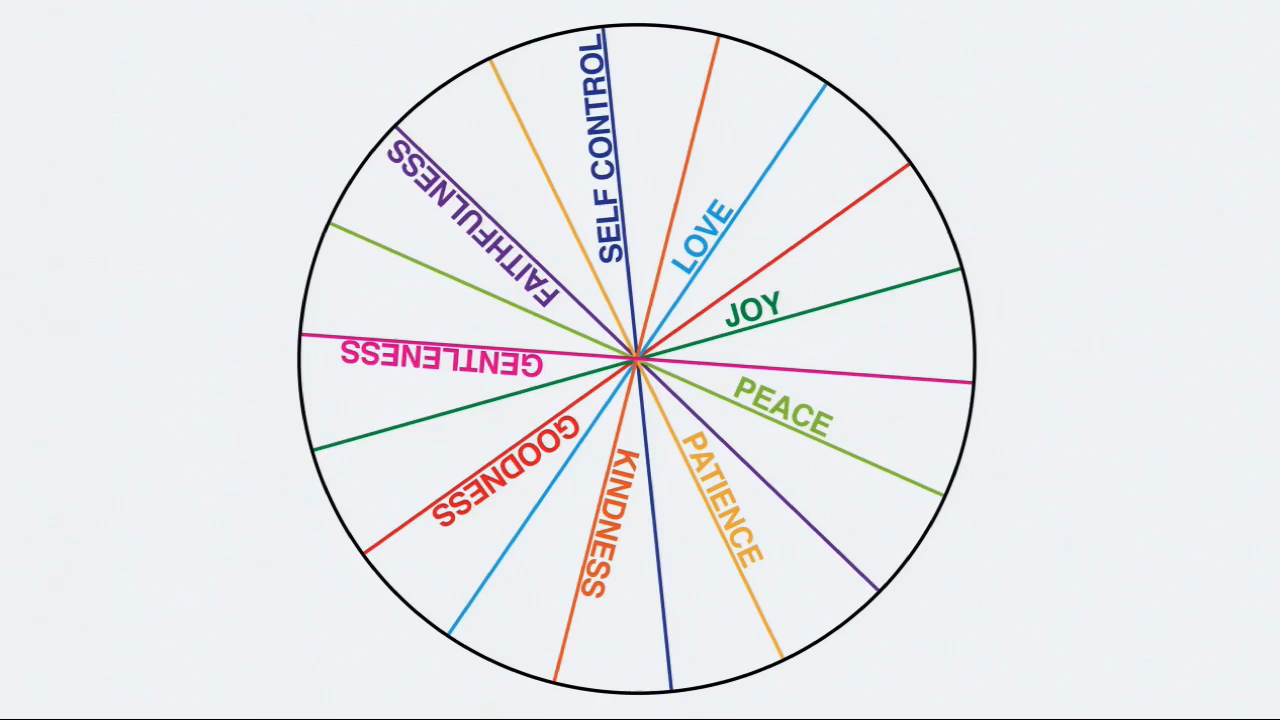 LOVE
JOY
PEACE
PATIENCE
KINDNESS
GOODNESS
GENTLENESS
FAITHFULNESS
SELF CONTROL